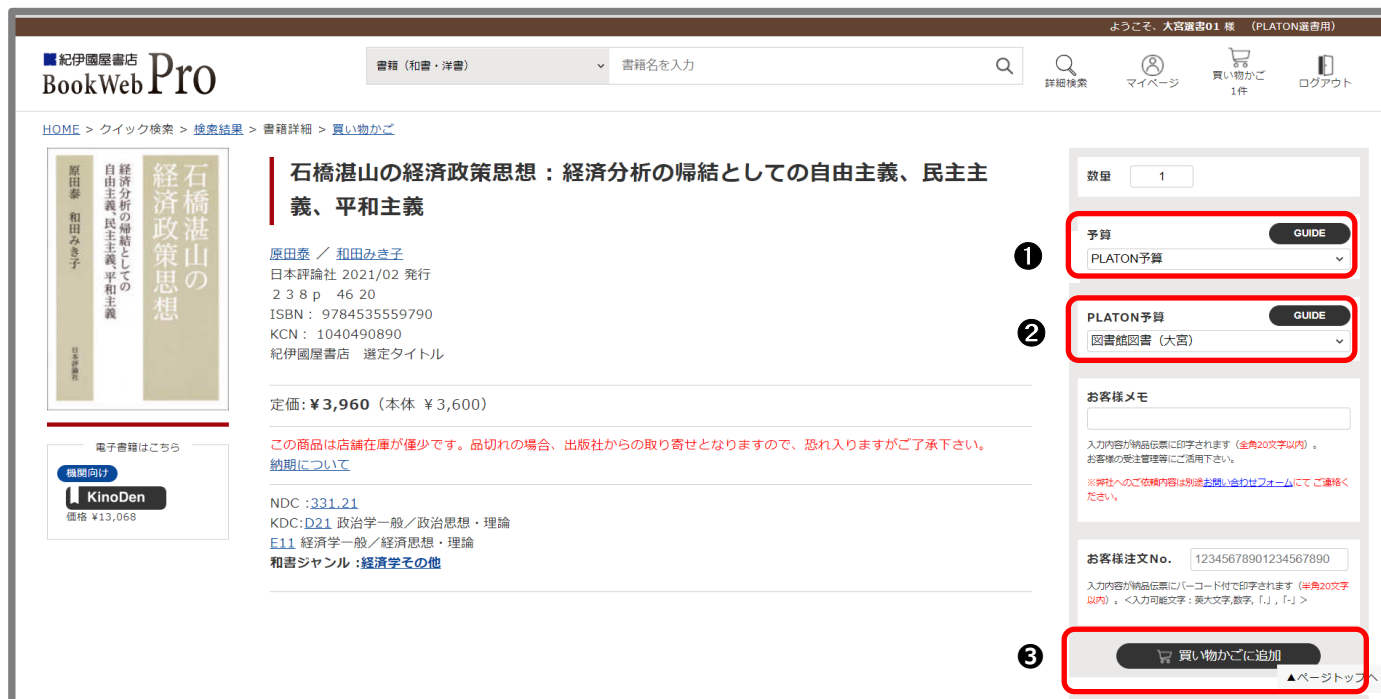 ようこそ、大宮選書01 様 （PLATON選書用）
紀伊國屋書店
BookWeb Pro
書籍（和書・洋書）
書籍名を入力
詳細検索
マイページ
買い物かご
1件
ログアウト
HOME > クイック検索 > 検索結果 > 書籍詳細 > 買い物かご
石橋湛山の
経済政策思想
経済分析の帰結としての
自由主義、民主主義、平和主義
原田泰 和田みき子
日本評論社
電子書籍はこちら
機関向け
KinoDen
価格 ¥13,068
石橋湛山の経済政策思想 : 経済分析の帰結としての自由主義、民主主
義、平和主義
原田泰 ／ 和田みき子
日本評論社 2021/02 発行
２３８ｐ 46 20
ISBN : 9784535559790
KCN : 1040490890
紀伊國屋書店 選定タイトル
定価:¥3,960（本体 ¥3,600）
この商品は店舗在庫が僅少です。品切れの場合、出版社からの取り寄せとなりますので、恐れ入りますがご了承下さい。
納期について
NDC :331.21
KDC:D21 政治学一般／政治思想・理論
E11 経済学一般／経済思想・理論
和書ジャンル :経済学その他
数量 1
❶
予算 GUIDE
PLATON予算
❷
PLATON予算 GUIDE
図書館図書（大宮）
お客様メモ
入力内容が納品伝票に印字されます（全角20文字以内）。
お客様の受注管理等にご活用下さい。
※弊社へのご依頼内容は別途お問い合わせフォームにて ご連絡く
ださい。
お客様注文No. 12345678901234567890
入力内容が納品伝票にバーコード付で印字されます（半角20文字
以内）。＜入力可能文字：英大文字,数字,「.」,「-」＞
❸
買い物かごに追加
▲ページトップへ